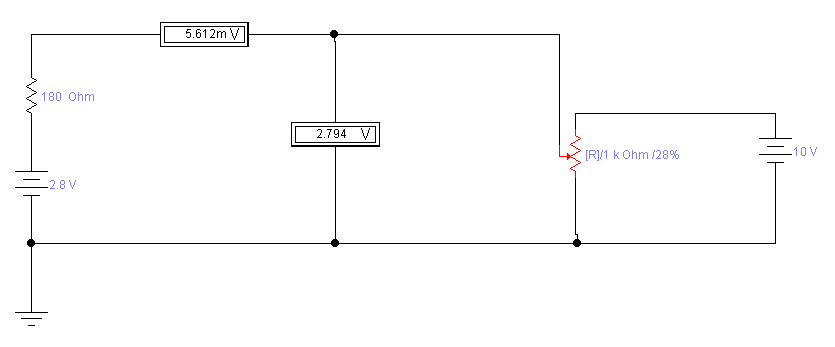 5.612m V
180 Ohm
2.794 V
[R]/1 k Ohm /28%
10 V
2.8 V